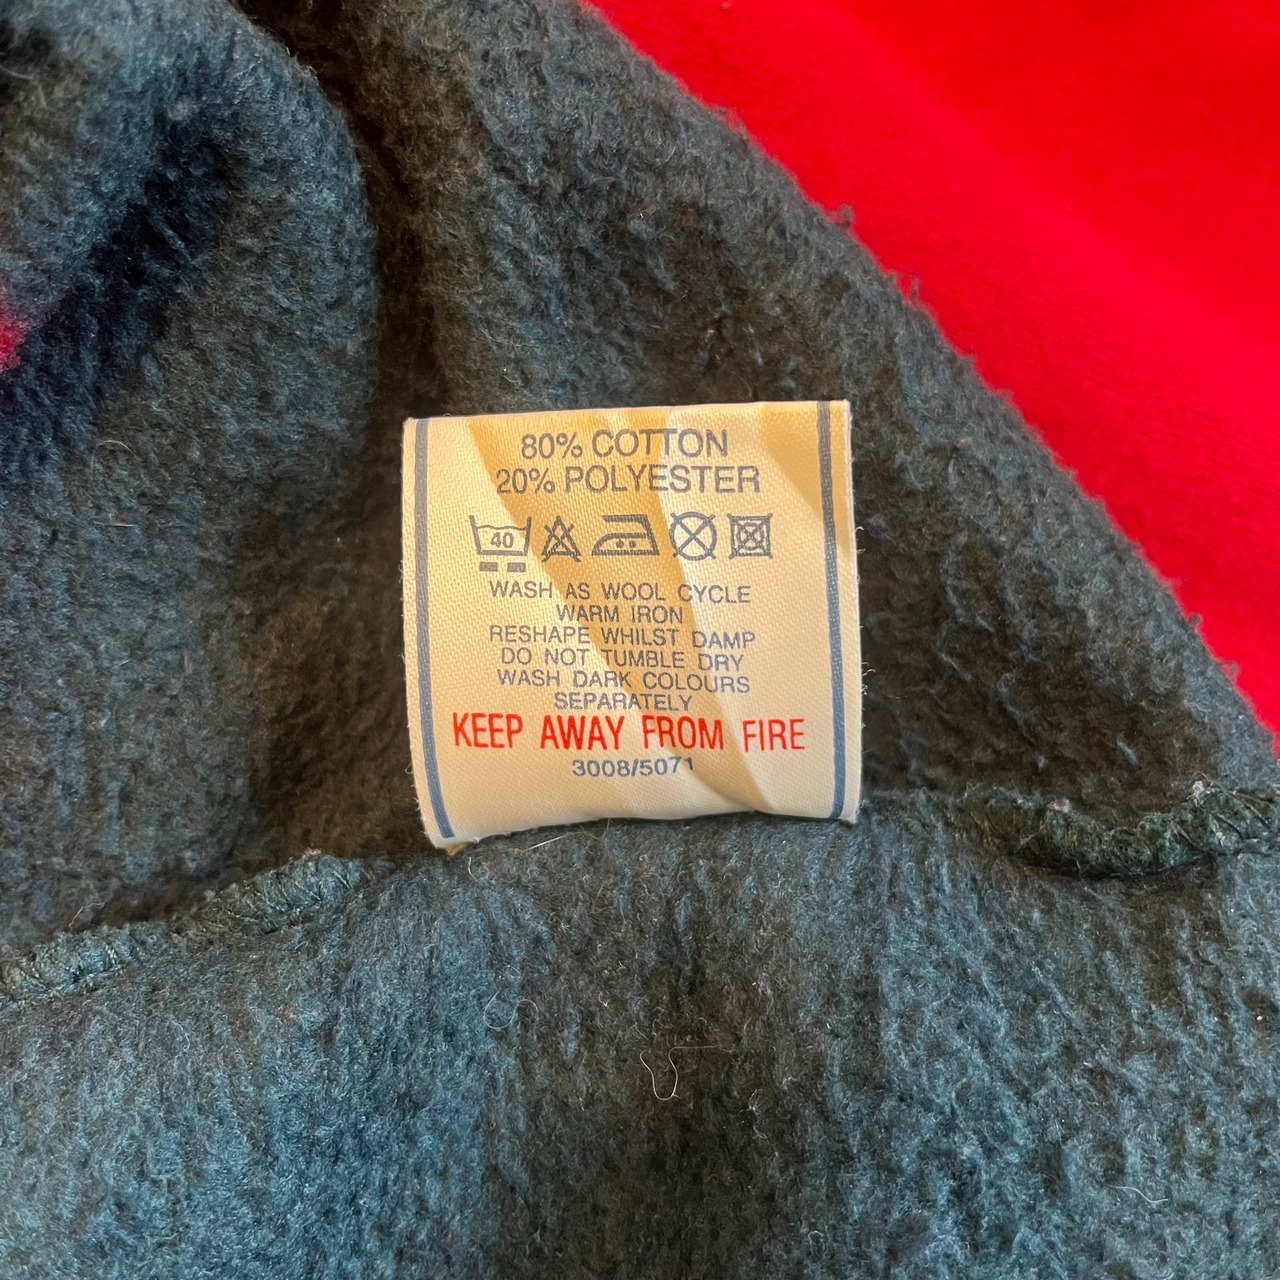 80% COTTON
20% POLYESTER
40
WASH AS WOOL CYCLE
WARM IRON
RESHAPE WHILST DAMP
DO NOT TUMBLE DRY
WASH DARK COLOURS
SEPARATELY
KEEP AWAY FROM FIRE
3008/5071